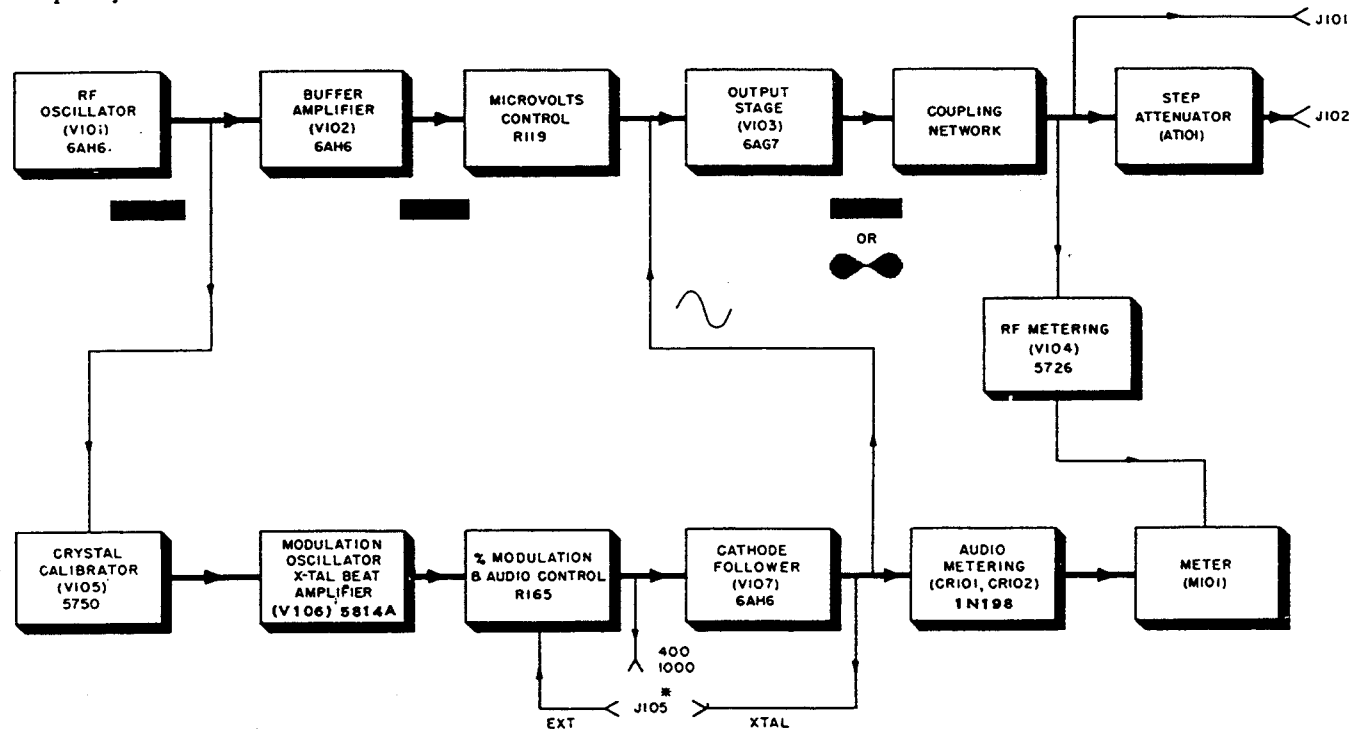 J101
RF
OSCILLATOR
(V101)
6AH6.
BUFFER
AMPLIFIER
(V102)
6AH6
MICROVOLTS
CONTROL
R119
OUTPUT
STAGE
(V103)
6AG7
COUPLING
NETWORK
STEP
ATTENUATOR
(AT101)
J102
OR
RF METERING
(V104)
5726
CRYSTAL
CALIBRATOR
(V105)
5750
MODULATION
OSCILLATOR
X-TAL BEAT
AMPLIFIER
(V106) 5814A
% MODULATION
& AUDIO CONTROL
R165
CATHODE
FOLLOWER
(V107)
6AH6
AUDIO
METERING
(CR101, CR102)
1N198
METER
(M101)
400
1000
*
J105
EXT
XTAL